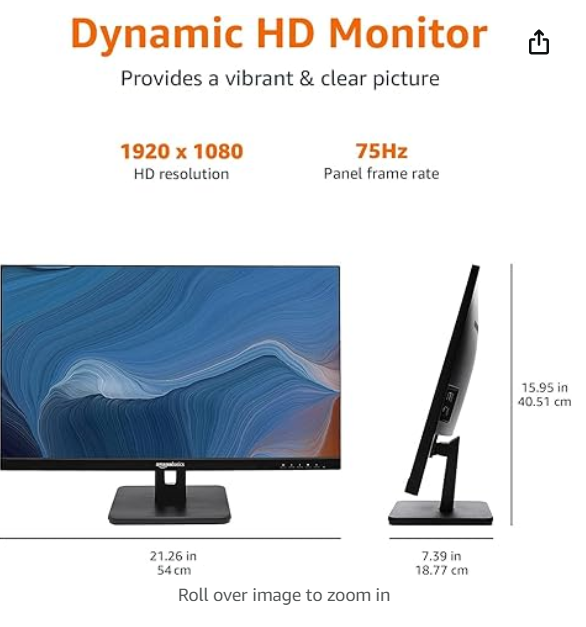 Dynamic HD Monitor
Provides a vibrant & clear picture
1920 x 1080
HD resolution
75Hz
Panel frame rate
amazonbasics
15.95 in
40.51 cm
21.26 in
54 cm
7.39 in
18.77 cm
Roll over image to zoom in